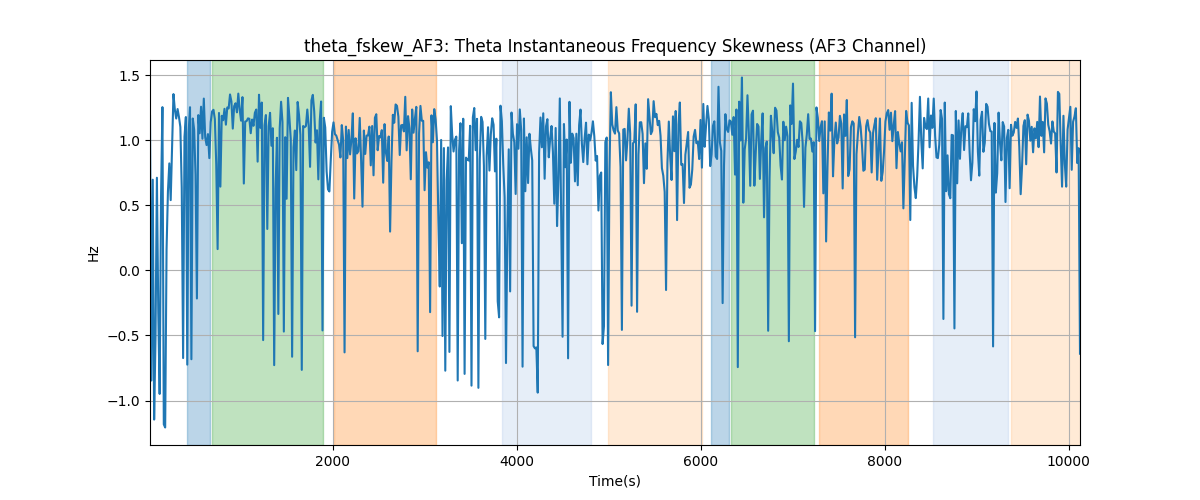 theta_fskew_AF3: Theta Instantaneous Frequency Skewness (AF3 Channel)
1.5
1.0
0.5
0.0
−0.5
−1.0
Hz
2000 4000 6000 8000 10000
Time(s)